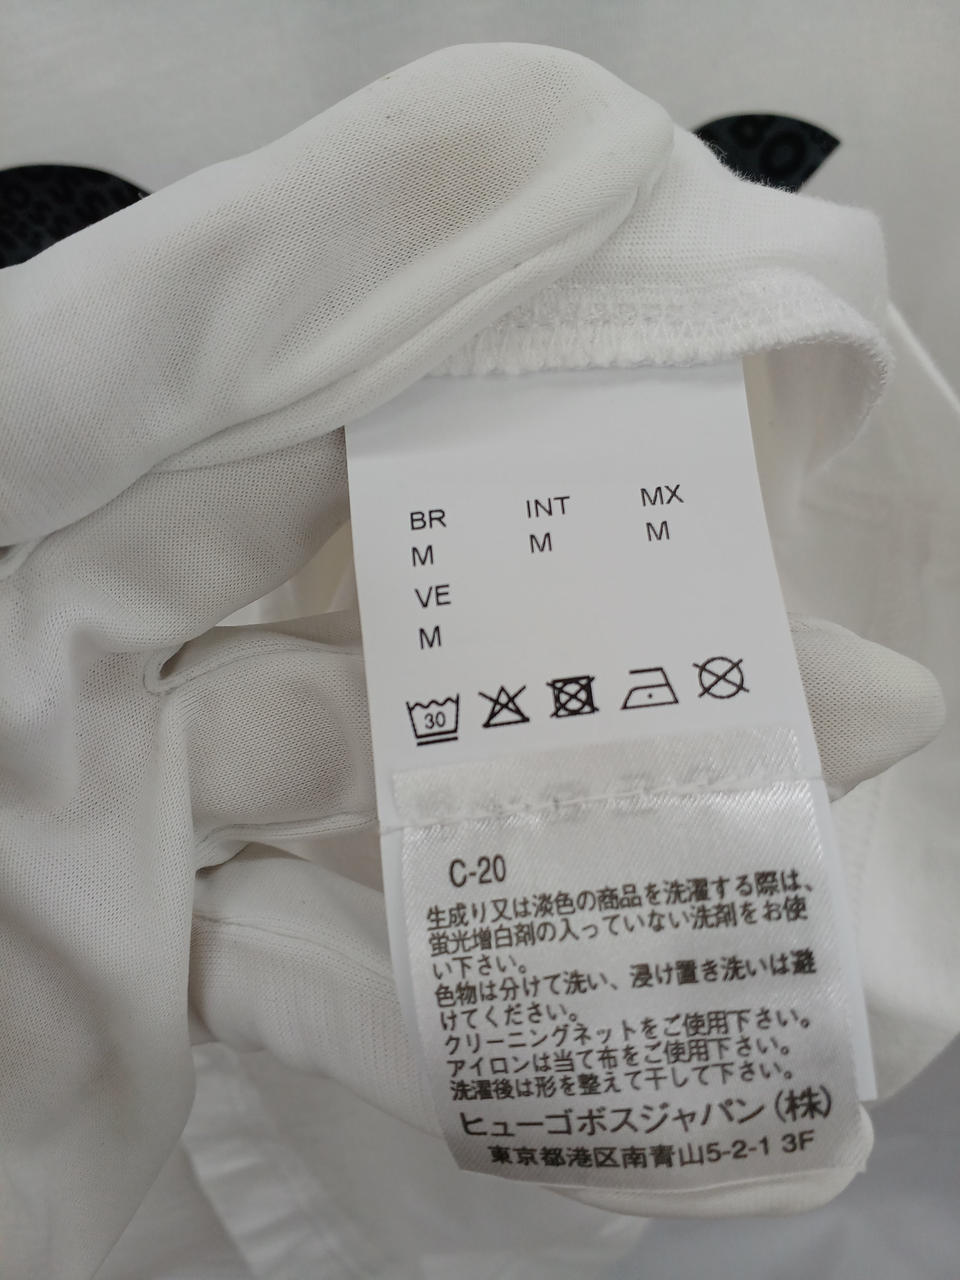 BR INT MX
M M M
VE
M
30
C-20
生成り又は淡色の商品を洗濯する際は、
蛍光増白剤の入っていない洗剤をお使
い下さい。
色物は分けて洗い、浸け置き洗いは避
けてください。
クリーニングネットをご使用下さい。
アイロンは当て布をご使用下さい。
洗濯後は形を整えて干して下さい。
ヒューゴボスジャパン(株)
東京都港区南青山5-2-1 3F